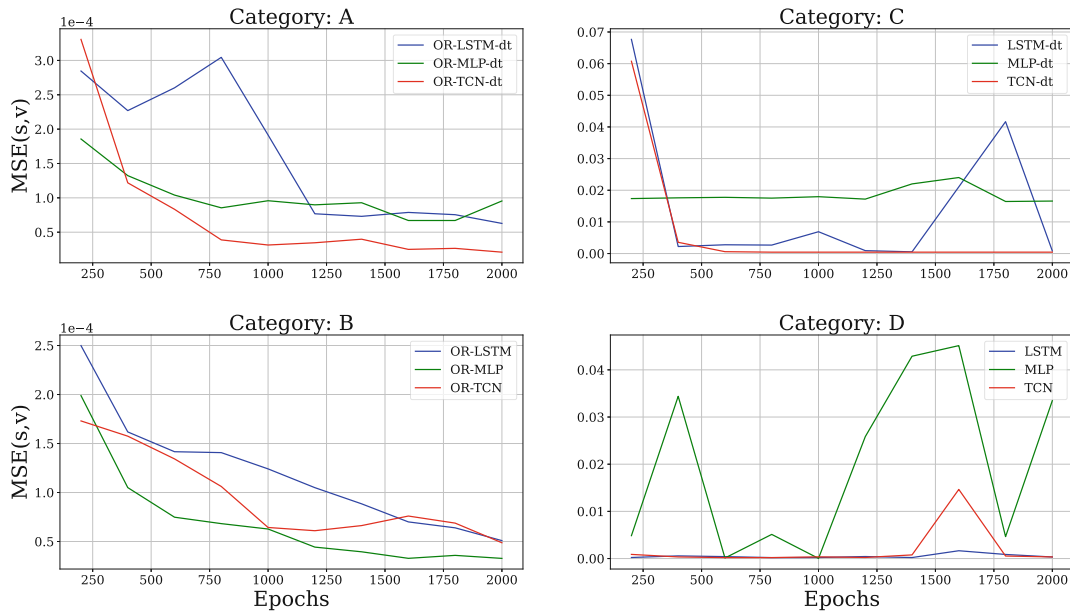 Category: A
1e−4
MSE(s,v)
3.0
2.5
2.0
1.5
1.0
0.5
OR-LSTM-dt
OR-MLP-dt
OR-TCN-dt
250 500 750 1000 1250 1500 1750 2000
Category: C
0.07
0.06
0.05
0.04
0.03
0.02
0.01
0.00
LSTM-dt
MLP-dt
TCN-dt
250 500 750 1000 1250 1500 1750 2000
Category: B
1e−4
MSE(s,v)
2.5
2.0
1.5
1.0
0.5
OR-LSTM
OR-MLP
OR-TCN
250 500 750 1000 1250 1500 1750 2000
Epochs
Category: D
0.04
0.03
0.02
0.01
0.00
LSTM
MLP
TCN
250 500 750 1000 1250 1500 1750 2000
Epochs